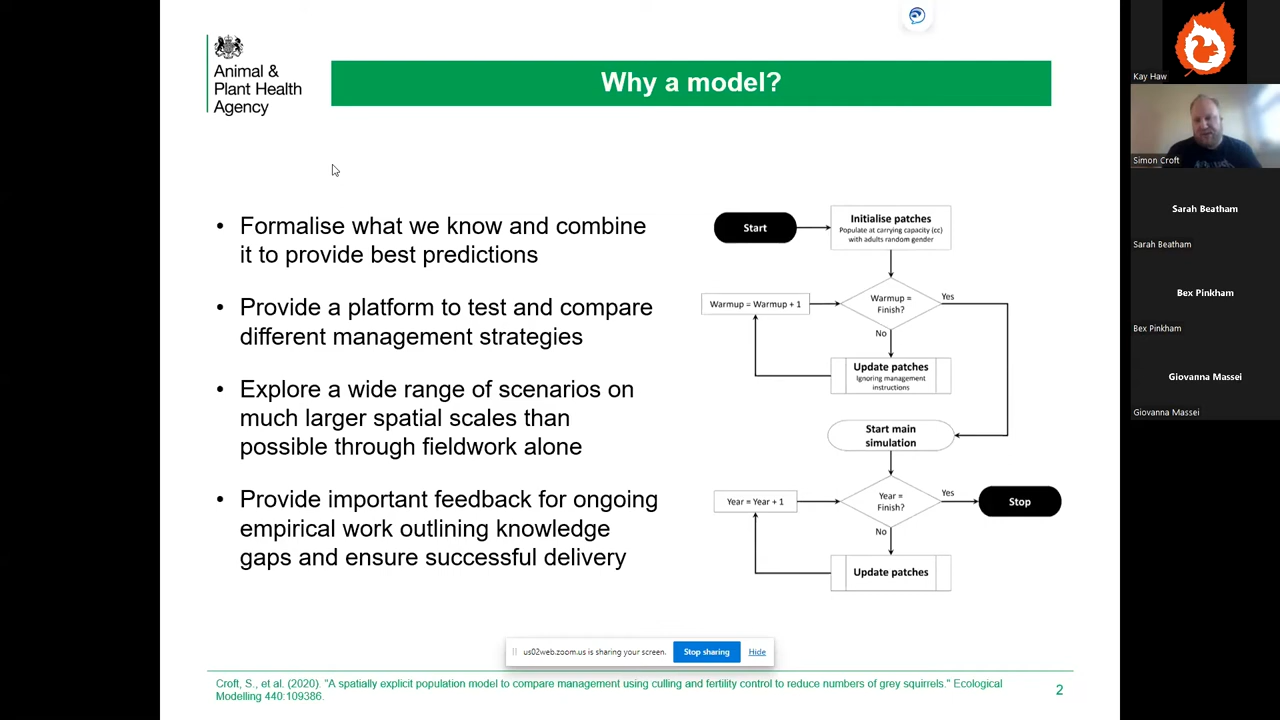 Animal &
Plant Health
Agency
Why a model?
• Formalise what we know and combine
it to provide best predictions
• Provide a platform to test and compare
different management strategies
• Explore a wide range of scenarios on
much larger spatial scales than
possible through fieldwork alone
• Provide important feedback for ongoing
empirical work outlining knowledge
gaps and ensure successful delivery
Start
Initialise patches
Populate at carrying capacity (cc)
with adults random gender
Warmup = Warmup + 1
Warmup =
Finish?
Yes
No
Update patches
Ignoring management
instructions
Start main
simulation
Year = Year + 1
Year =
Finish?
Yes
Stop
No
Update patches
us02web.zoom.us is sharing your screen.
Stop sharing
Hide
Croft, S., et al. (2020). "A spatially explicit population model to compare management using culling and fertility control to reduce numbers of grey squirrels." Ecological
Modelling 440:109386.
2
Kay Haw
Simon Croft
Sarah Beatham
Sarah Beatham
Bex Pinkham
Bex Pinkham
Giovanna Massei
Giovanna Massei